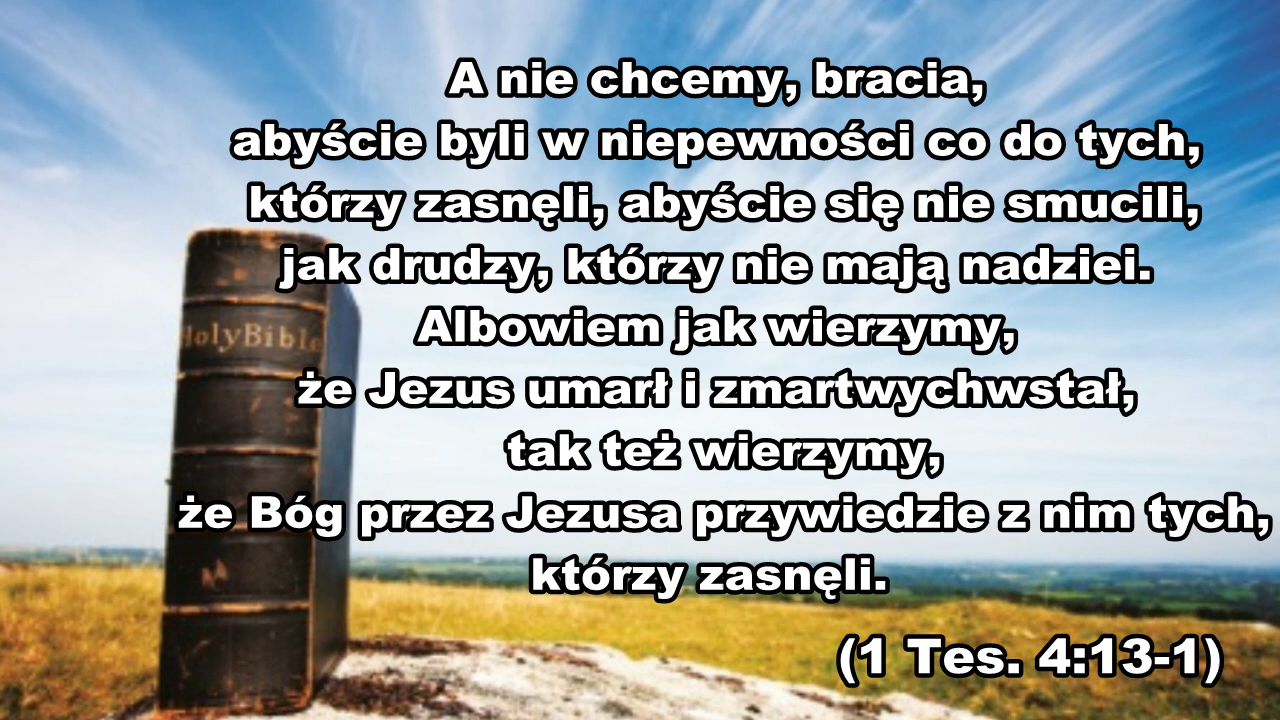 A nie chcemy, bracia,
abyście byli w niepewności co do tych,
którzy zasnęli, abyście się nie smucili,
jak drudzy, którzy nie mają nadziei.
HolyBible
Albowiem jak wierzymy,
że Jezus umarł i zmartwychwstał,
tak też wierzymy,
że Bóg przez Jezusa przywiedzie z nim tych,
którzy zasnęli.
(1 Tes. 4:13-1)